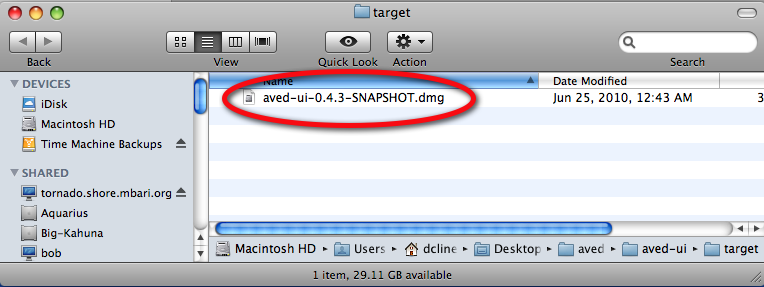 target
Back
View
Quick Look
Action
Search
DEVICES
iDisk
Macintosh HD
Time Machine Backups
SHARED
tornado.shore.mbari.org
Aquarius
Big-Kahuna
bob
Name Date Modified
aved-ui-0.4.3-SNAPSHOT.dmg Jun 25, 2010, 12:43 AM 3
Macintosh HD Users dcline Desktop aved aved-ui target
1 item, 29.11 GB available